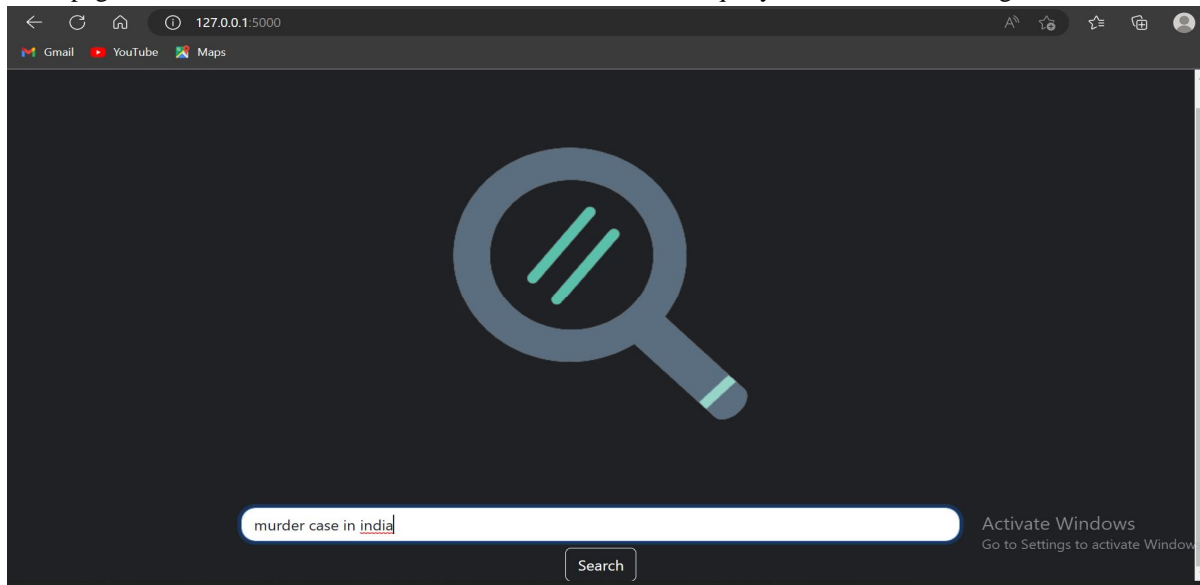 127.0.0.1:5000
Gmail YouTube Maps
murder case in india
Search
Activate Windows
Go to Settings to activate Window